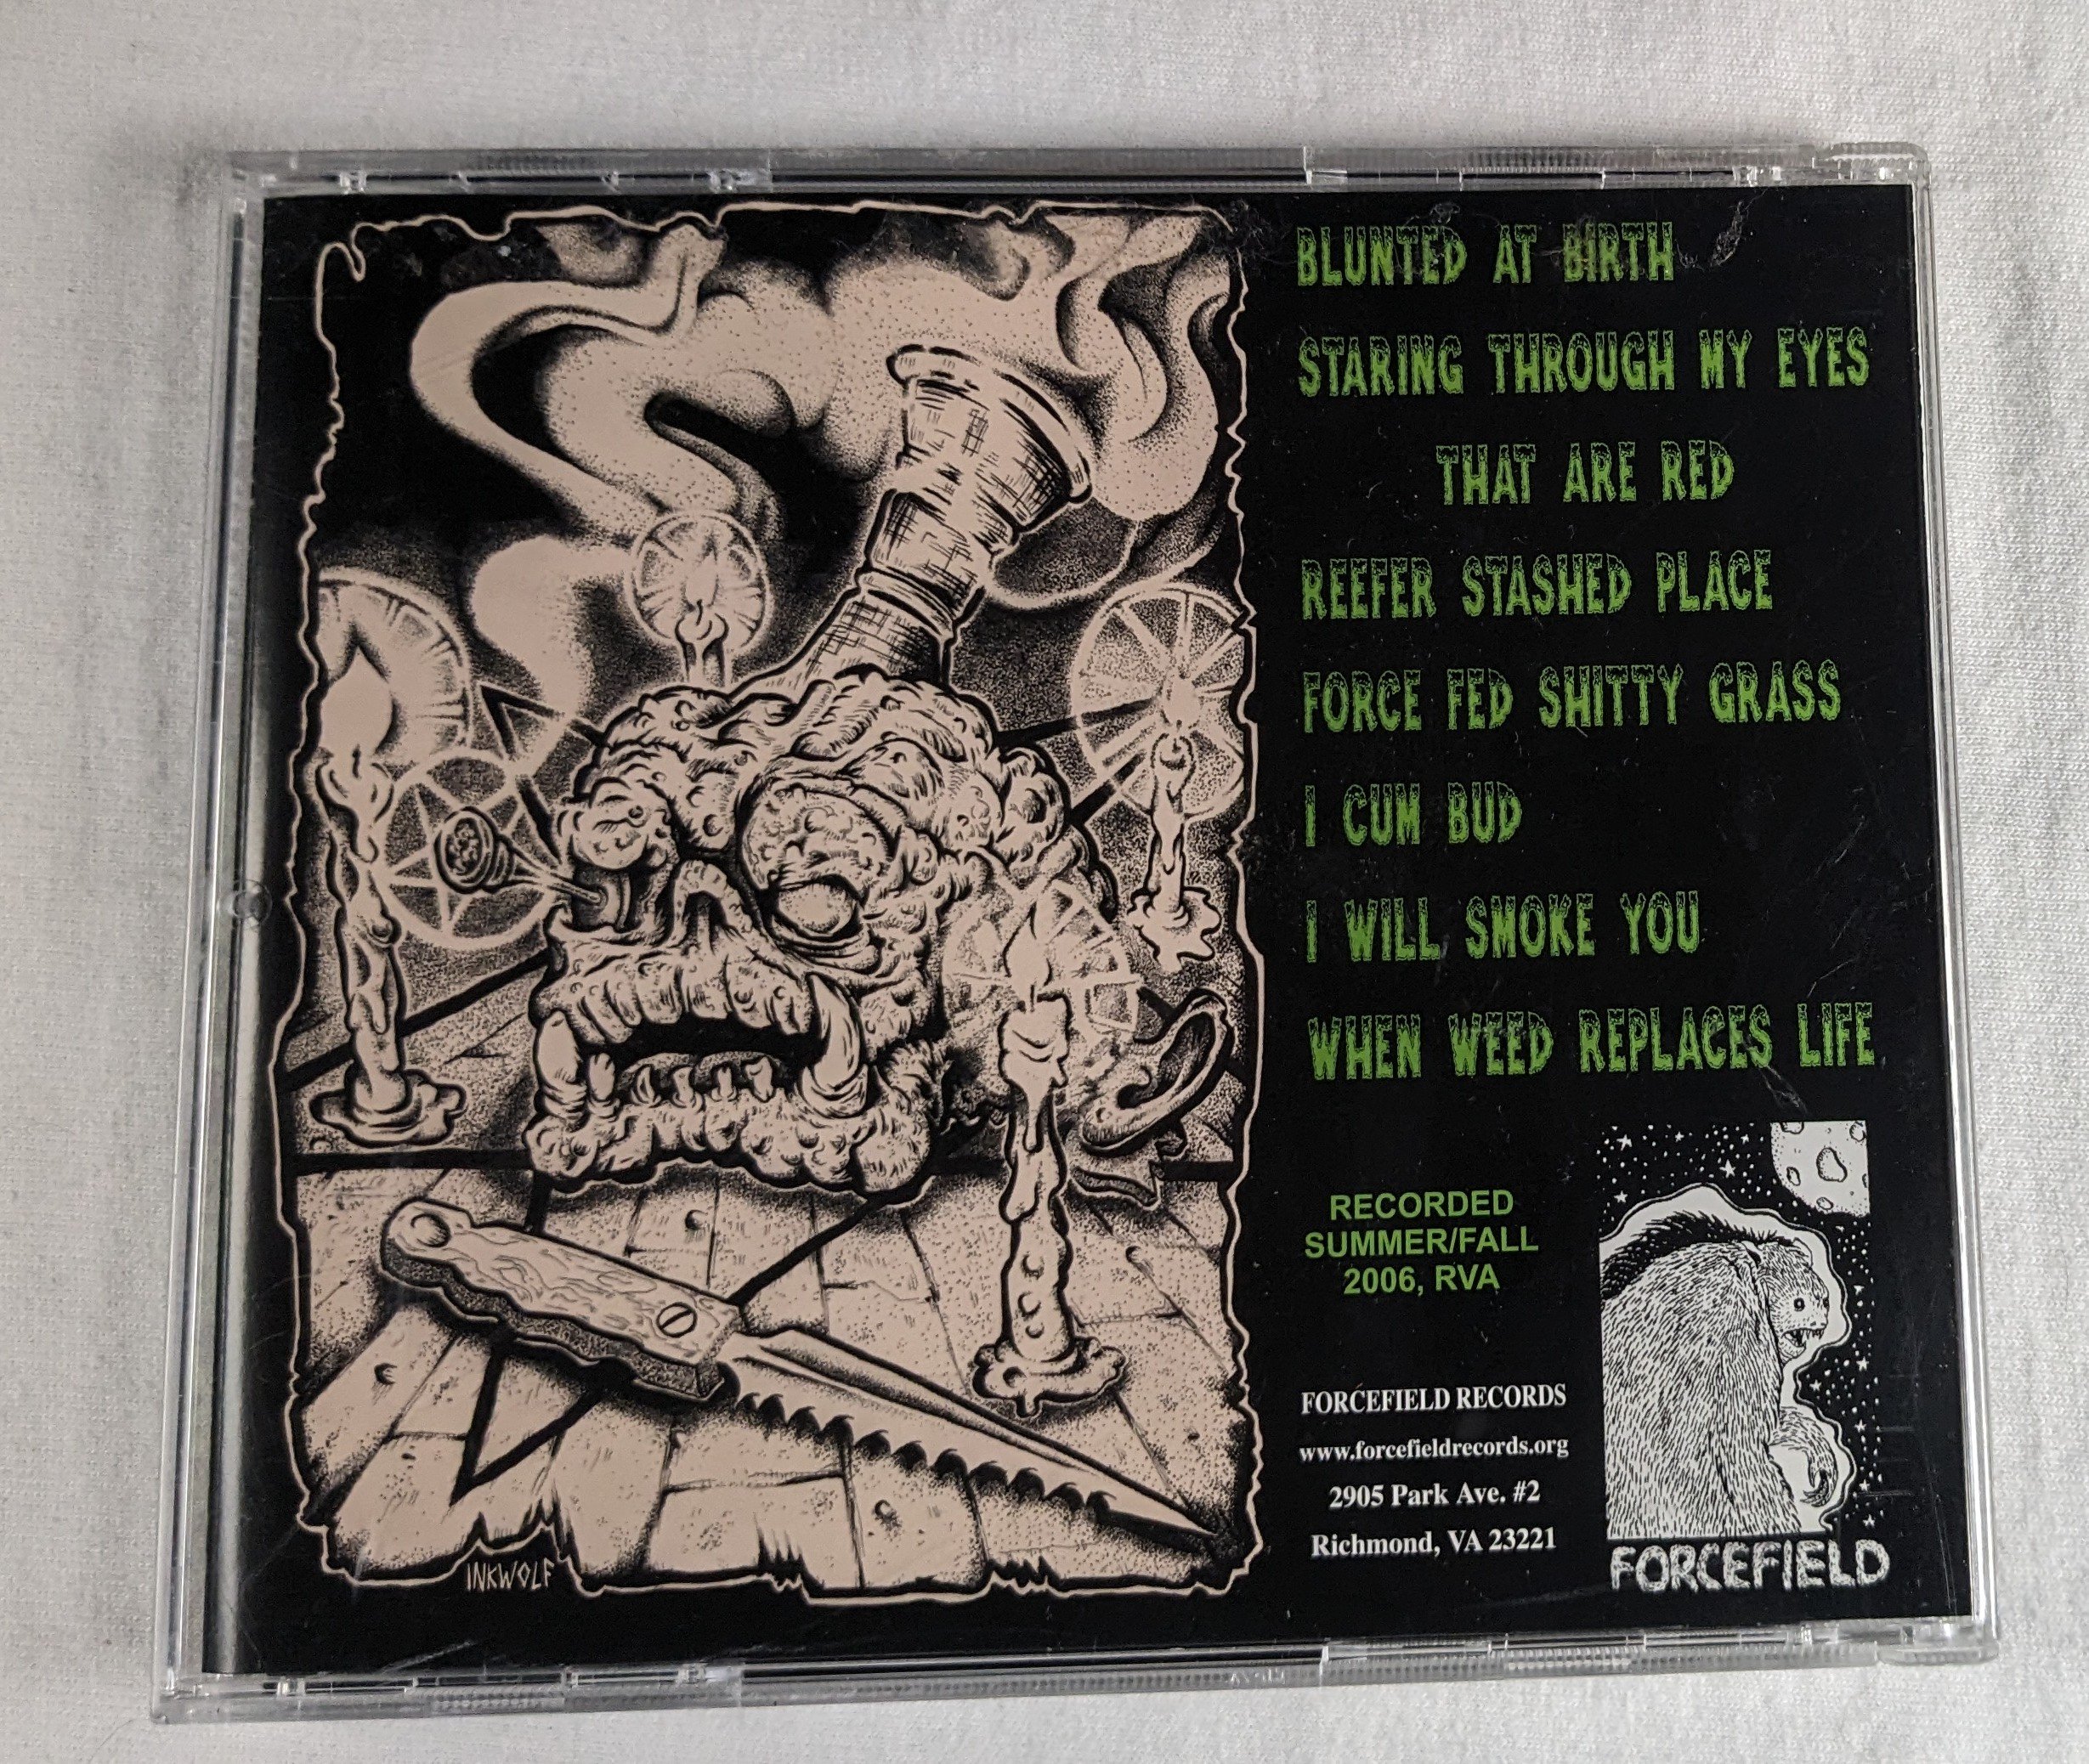 BLUNTED AT BIRTH
STARING THROUGH MY EYES
THAT ARE RED
REEFER STASHED PLACE
FORCE FED SHITTY GRASS
I CUM BUD
I WILL SMOKE YOU
WHEN WEED REPLACES LIFE
RECORDED
SUMMER/FALL
2006, RVA
FORCEFIELD RECORDS
www.forcefieldrecords.org
2905 Park Ave. #2
Richmond, VA 23221
FORCEFIELD
INKWOLF